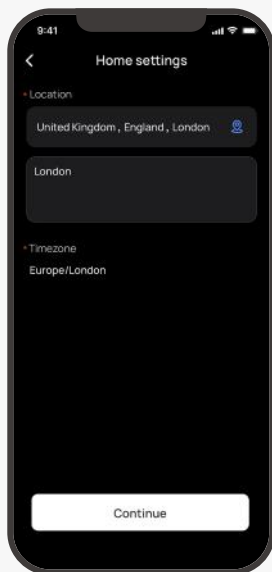 9:41
Home settings
* Location
United Kingdom , England , London
London
* Timezone
Europe/London
Continue